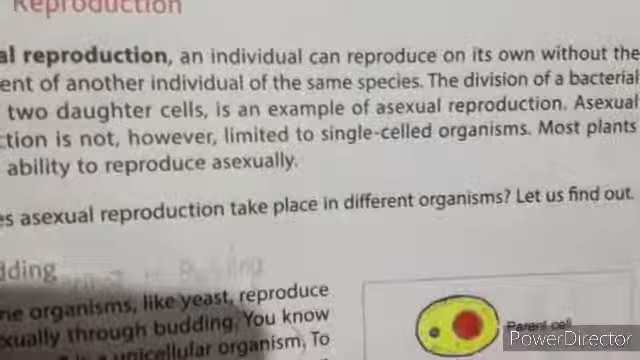 Reproduction
al reproduction, an individual can reproduce on its own without the
ent of another individual of the same species. The division of a bacterial
two daughter cells, is an example of asexual reproduction. Asexual
ction is not, however, limited to single-celled organisms. Most plants
ability to reproduce asexually.
es asexual reproduction take place in different organisms? Let us find out.
dding
ne organisms, like yeast, reproduce
xually through budding. You know
is a unicellular organism. To
Parent cell
PowerDirector